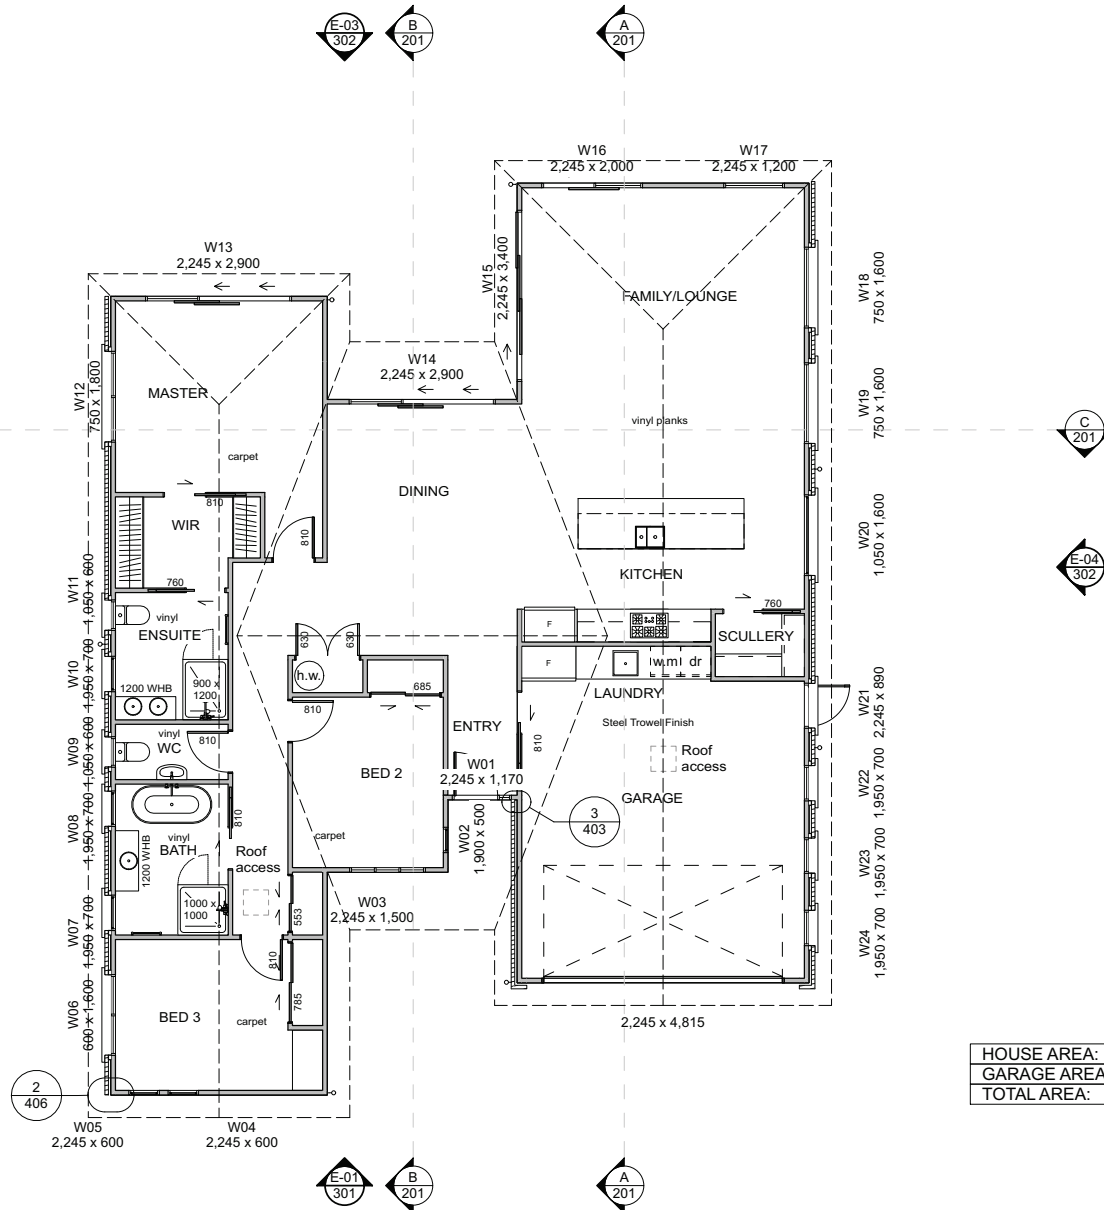 E-03
302
B
201
A
201
W16
2,245 x 2,000
W17
2,245 x 1,200
W13
2,245 x 2,900
W15
2,245 x 3,400
W14
2,245 x 2,900
FAMILY/LOUNGE
W18
750 x 1,600
W12
750 x 1,800
MASTER
carpet
vinyl planks
W19
750 x 1,600
C
201
DINING
810
WIR
810
W20
1,050 x 1,600
E-04
302
KITCHEN
760
W11
1,050 x 600
vinyl
ENSUITE
630
630
F
760
SCULLERY
W10
1,950 x 700
1200 WHB
900 x
1200
h.w.
685
F
w.m
dr
LAUNDRY
W21
2,245 x 890
810
ENTRY
Steel Trowel Finish
W09
1,050 x 600
vinyl
WC
810
810
Roof
access
W01
2,245 x 1,170
BED 2
GARAGE
W22
1,950 x 700
W08
1,950 x 700
810
3
403
carpet
W02
1,900 x 500
vinyl
BATH
1200 WHB
Roof
access
W23
1,950 x 700
1000 x
1000
553
W03
2,245 x 1,500
W07
1,950 x 700
W24
1,950 x 700
810
785
BED 3
carpet
W06
600 x 1,600
2,245 x 4,815
HOUSE AREA:
GARAGE AREA
TOTAL AREA:
2
406
W05
2,245 x 600
W04
2,245 x 600
E-01
301
B
201
A
201